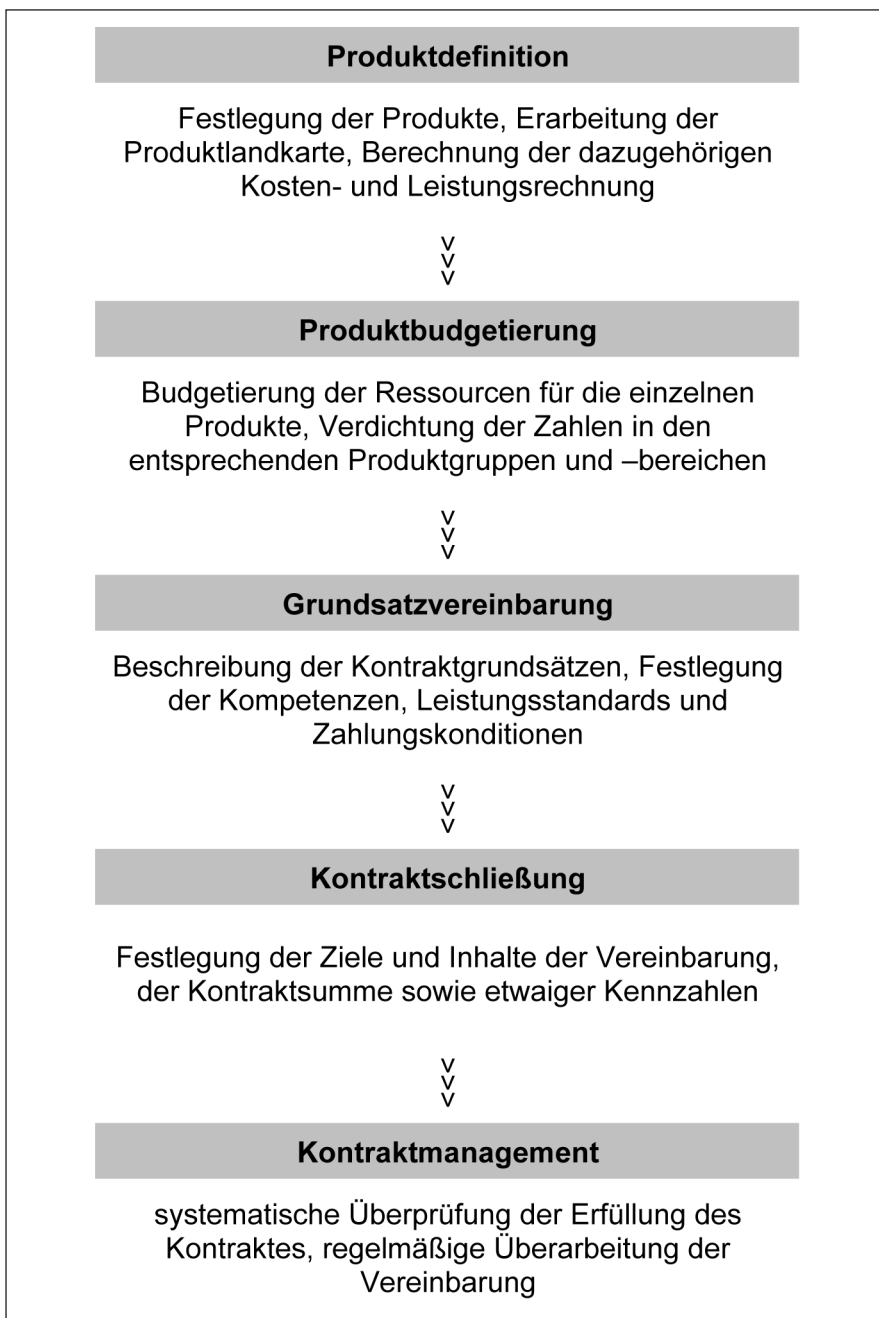 Produktdefinition
Festlegung der Produkte, Erarbeitung der
Produktlandkarte, Berechnung der dazugehörigen
Kosten- und Leistungsrechnung
>
>
>
Produktbudgetierung
Budgetierung der Ressourcen für die einzelnen
Produkte, Verdichtung der Zahlen in den
entsprechenden Produktgruppen und –bereichen
>
>
>
Grundsatzvereinbarung
Beschreibung der Kontraktgrundsätzen, Festlegung
der Kompetenzen, Leistungsstandards und
Zahlungskonditionen
>
>
>
Kontraktschließung
Festlegung der Ziele und Inhalte der Vereinbarung,
der Kontraktsumme sowie etwaiger Kennzahlen
>
>
>
Kontraktmanagement
systematische Überprüfung der Erfüllung des
Kontraktes, regelmäßige Überarbeitung der
Vereinbarung